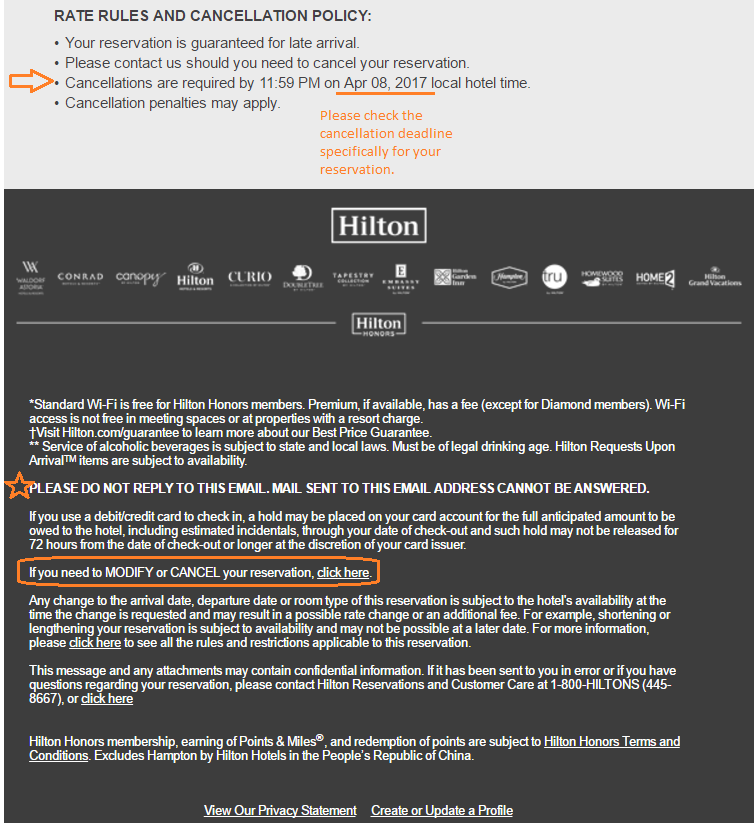 RATE RULES AND CANCELLATION POLICY:
• Your reservation is guaranteed for late arrival.
• Please contact us should you need to cancel your reservation.
• Cancellations are required by 11:59 PM on Apr 08, 2017 local hotel time.
• Cancellation penalties may apply.
Please check the
cancellation deadline
specifically for your
reservation.
Hilton
WALDORF ASTORIA CONRAD canopy Hilton CURIO DOUBLETREE TAPESTRY COLLECTION EMBASSY SUITES Hilton Garden Inn Hampton tru HOMEWOOD SUITES HOME2 Hilton Grand Vacations
Hilton
HONORS
*Standard Wi-Fi is free for Hilton Honors members. Premium, if available, has a fee (except for Diamond members). Wi-Fi
access is not free in meeting spaces or at properties with a resort charge.
†Visit Hilton.com/guarantee to learn more about our Best Price Guarantee.
** Service of alcoholic beverages is subject to state and local laws. Must be of legal drinking age. Hilton Requests Upon
Arrival™ items are subject to availability.
PLEASE DO NOT REPLY TO THIS EMAIL. MAIL SENT TO THIS EMAIL ADDRESS CANNOT BE ANSWERED.
If you use a debit/credit card to check in, a hold may be placed on your card account for the full anticipated amount to be
owed to the hotel, including estimated incidentals, through your date of check-out and such hold may not be released for
72 hours from the date of check-out or longer at the discretion of your card issuer.
If you need to MODIFY or CANCEL your reservation, click here.
Any change to the arrival date, departure date or room type of this reservation is subject to the hotel's availability at the
time the change is requested and may result in a possible rate change or an additional fee. For example, shortening or
lengthening your reservation is subject to availability and may not be possible at a later date. For more information,
please click here to see all the rules and restrictions applicable to this reservation.
This message and any attachments may contain confidential information. If it has been sent to you in error or if you have
questions regarding your reservation, please contact Hilton Reservations and Customer Care at 1-800-HILTONS (445-
8667), or click here
Hilton Honors membership, earning of Points & Miles®, and redemption of points are subject to Hilton Honors Terms and
Conditions. Excludes Hampton by Hilton Hotels in the People's Republic of China.
View Our Privacy Statement Create or Update a Profile